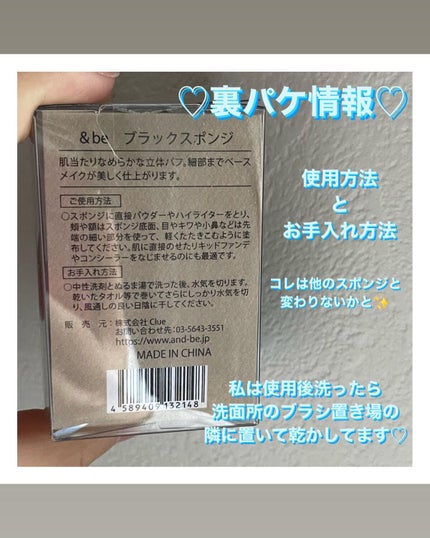 ♡裏パケ情報♡
&be ブラックスポンジ
肌当たりなめらかな立体パフ。細部までベース
メイクが美しく仕上がります。
ご使用方法
○スポンジに直接パウダーやハイライターをとり、
頬や額はスポンジ底面、目やキワや小鼻などは先
端の細い部分を使って、軽くたたきこむように塗
布してください。肌に直接のせたリキッドファンデ
やコンシーラーをなじませるのにも最適です。
お手入れ方法
○中性洗剤とぬるま湯で洗った後、水気を切ります。
乾いたタオル等で巻いてさらにしっかり水気を切
り、風通しの良い日陰に干してください。
販 売 元：株式会社 Clue
お問い合わせ先：03-5643-3551
https://www.and-be.jp
MADE IN CHINA
4 589409 132148
使用方法
と
お手入れ方法
コレは他のスポンジと
変わりないかと✨
私は使用後洗ったら
洗面所のブラシ置き場の
隣に置いて乾かしてます♡